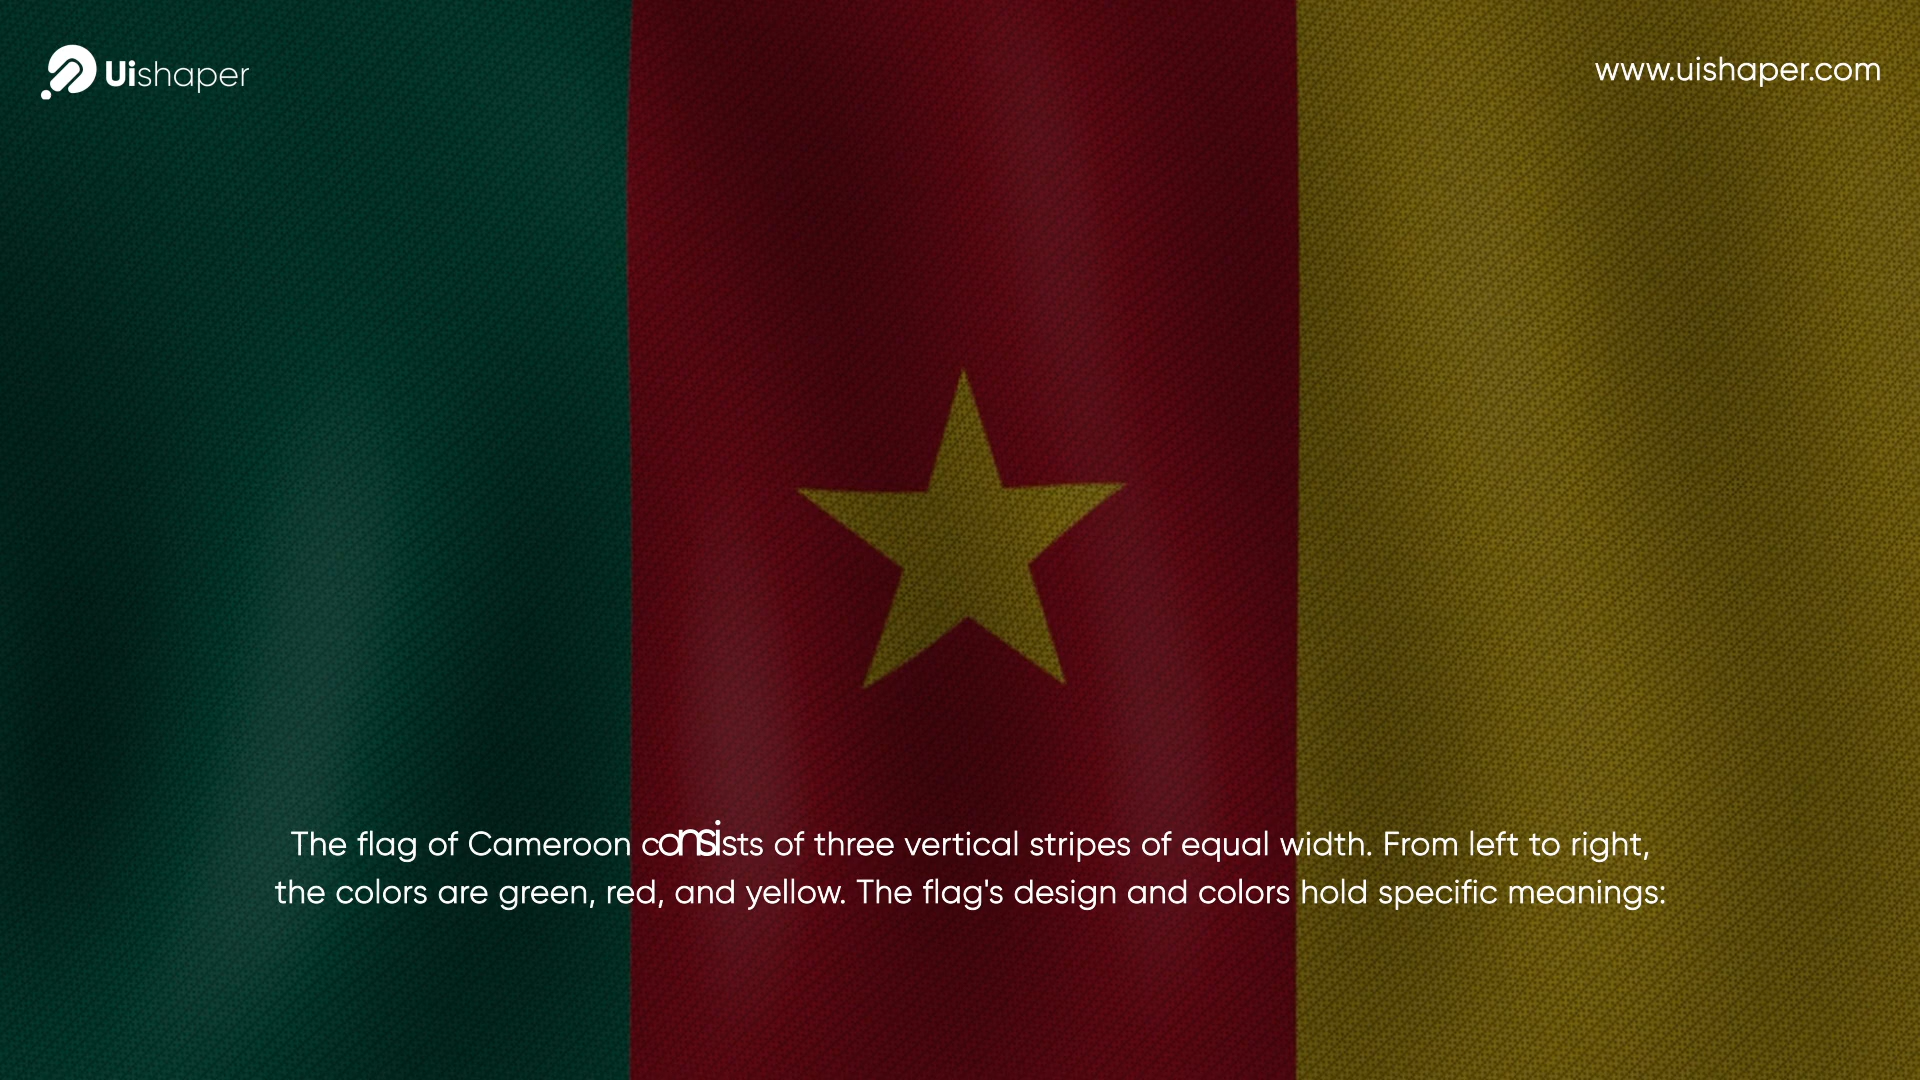 Uishaper
www.uishaper.com
The flag of Cameroon consists of three vertical stripes of equal width. From left to right,
the colors are green, red, and yellow. The flag's design and colors hold specific meanings: